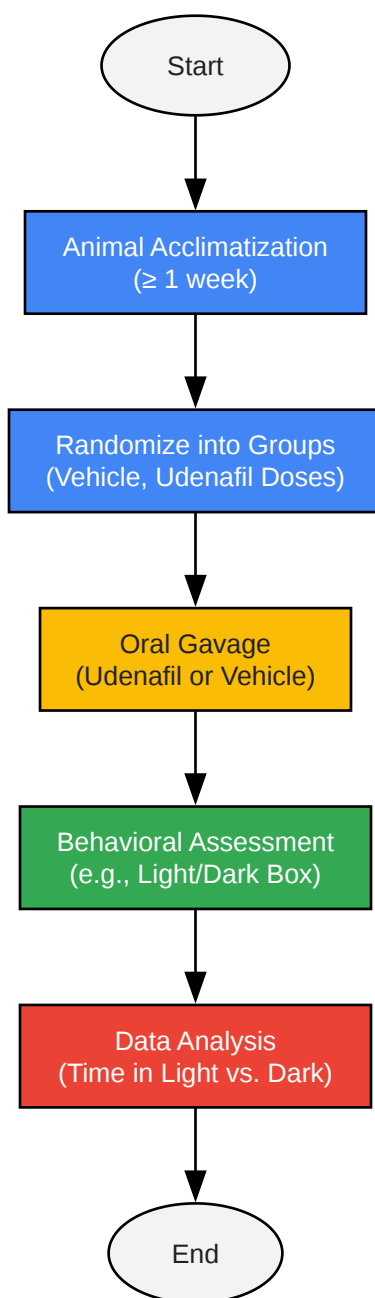 Start
Animal Acclimatization
(≥ 1 week)
Randomize into Groups
(Vehicle, Udenafil Doses)
Oral Gavage
(Udenafil or Vehicle)
Behavioral Assessment
(e.g., Light/Dark Box)
Data Analysis
(Time in Light vs. Dark)
End